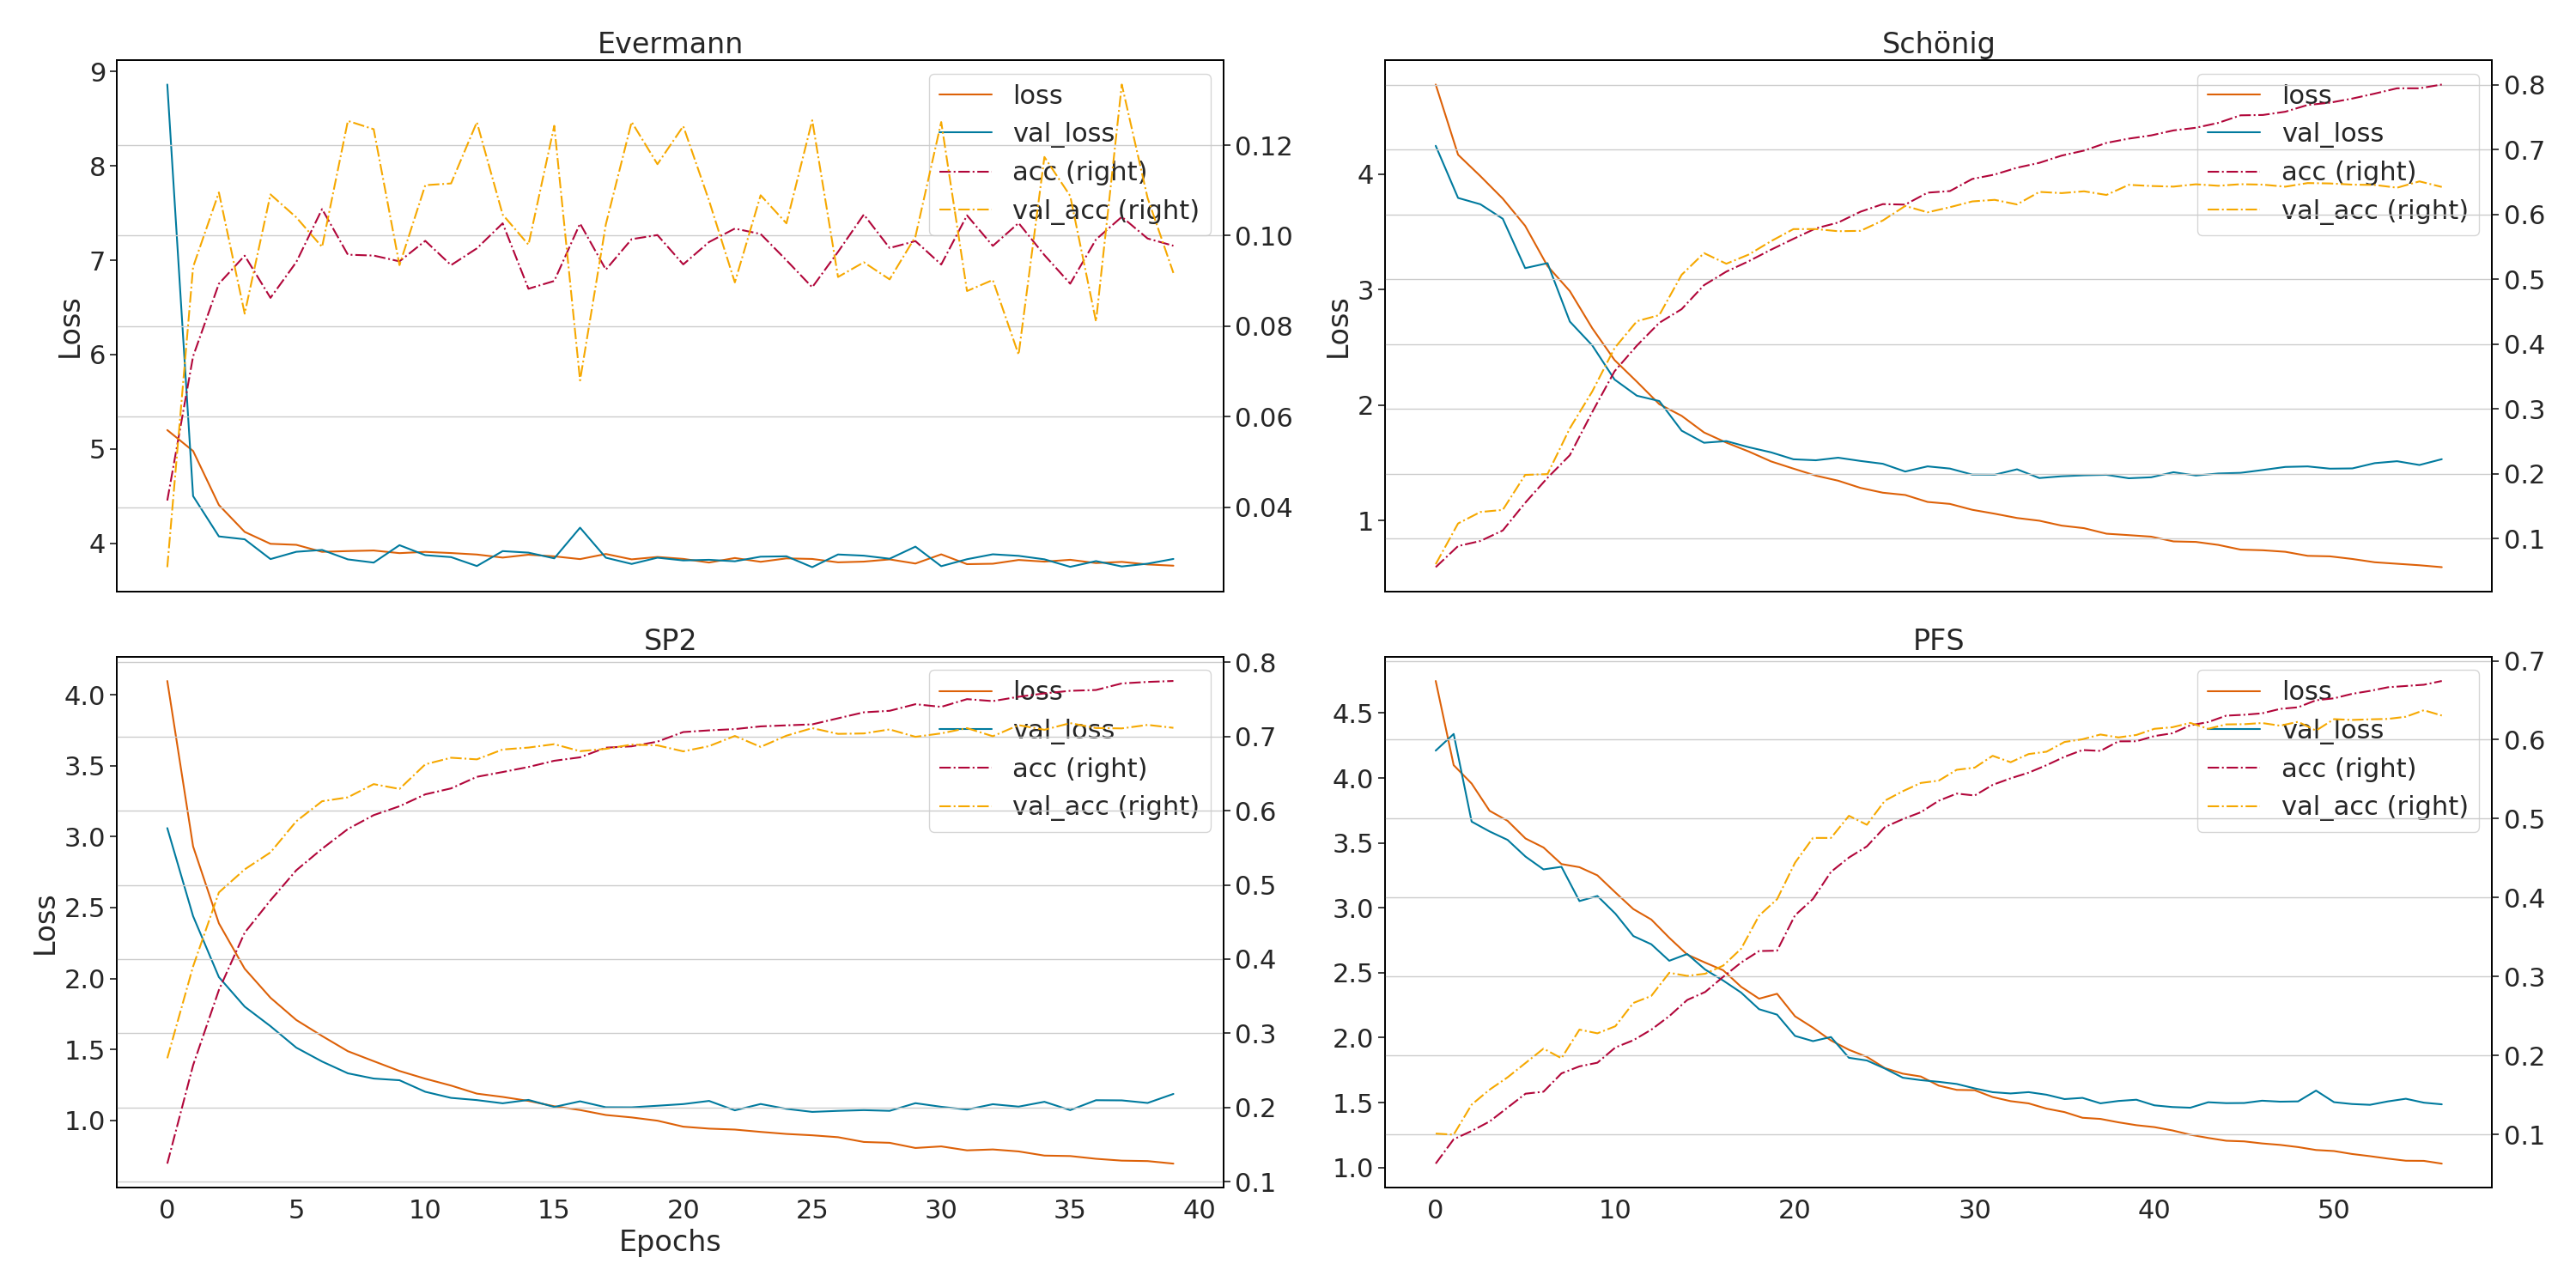 Evermann
9
8
7
6
5
4
Loss
0.12
0.10
0.08
0.06
0.04
loss
val_loss
acc (right)
val_acc (right)
Schönig
4
3
2
1
Loss
0.8
0.7
0.6
0.5
0.4
0.3
0.2
0.1
loss
val_loss
acc (right)
val_acc (right)
SP2
4.0
3.5
3.0
2.5
2.0
1.5
1.0
Loss
0.8
0.7
0.6
0.5
0.4
0.3
0.2
0.1
loss
val_loss
acc (right)
val_acc (right)
0 5 10 15 20 25 30 35 40
Epochs
PFS
4.5
4.0
3.5
3.0
2.5
2.0
1.5
1.0
0.7
0.6
0.5
0.4
0.3
0.2
0.1
loss
val_loss
acc (right)
val_acc (right)
0 10 20 30 40 50